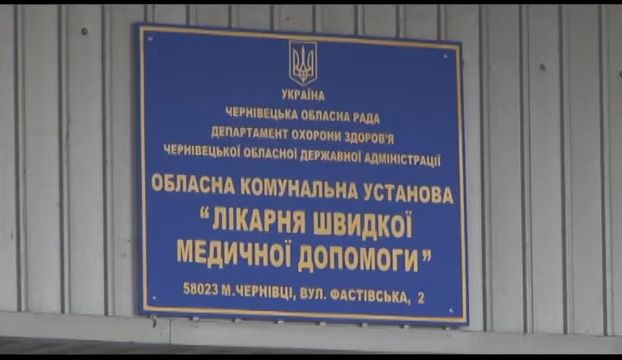 УКРАЇНА
ЧЕРНІВЕЦЬКА ОБЛАСНА РАДА
ДЕПАРТАМЕНТ ОХОРОНИ ЗДОРОВ'Я
ЧЕРНІВЕЦЬКОЇ ОБЛАСНОЇ ДЕРЖАВНОЇ АДМІНІСТРАЦІЇ
ОБЛАСНА КОМУНАЛЬНА УСТАНОВА
“ЛІКАРНЯ ШВИДКОЇ
МЕДИЧНОЇ ДОПОМОГИ”
58023 М.ЧЕРНІВЦІ, ВУЛ. ФАСТІВСЬКА, 2